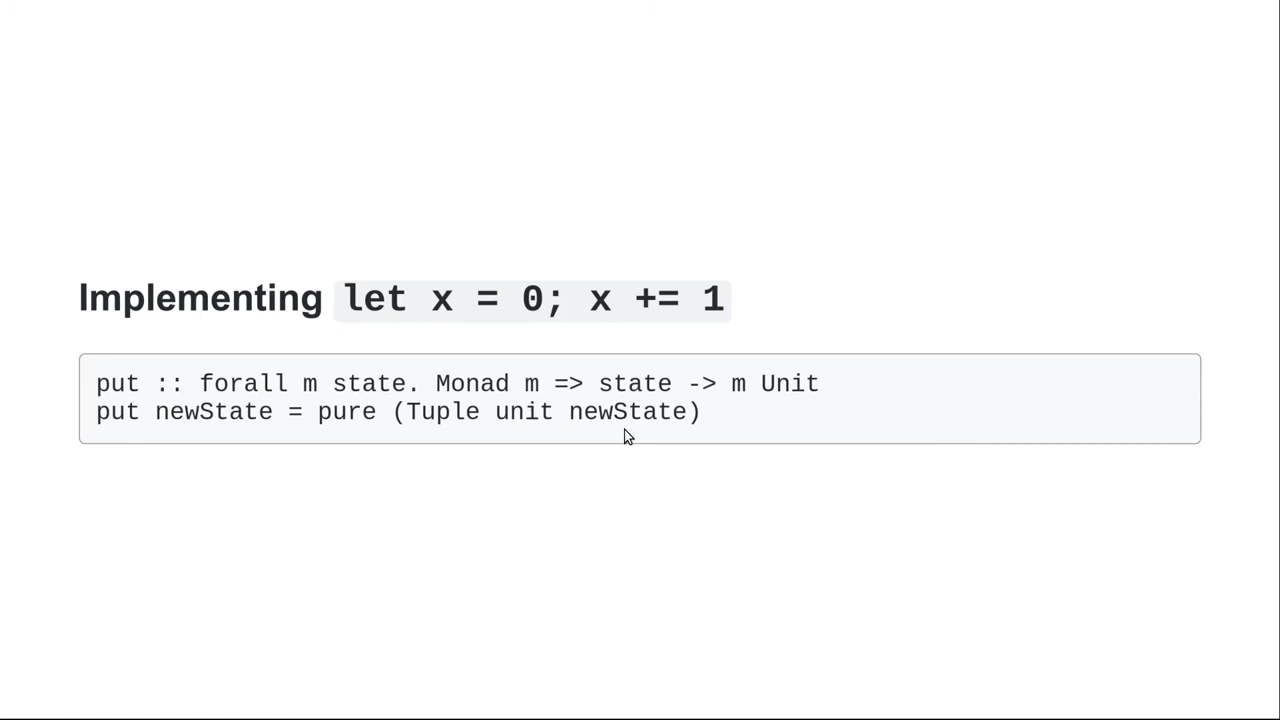 Implementing let x = 0; x += 1
put :: forall m state. Monad m => state -> m Unit
put newState = pure (Tuple unit newState)